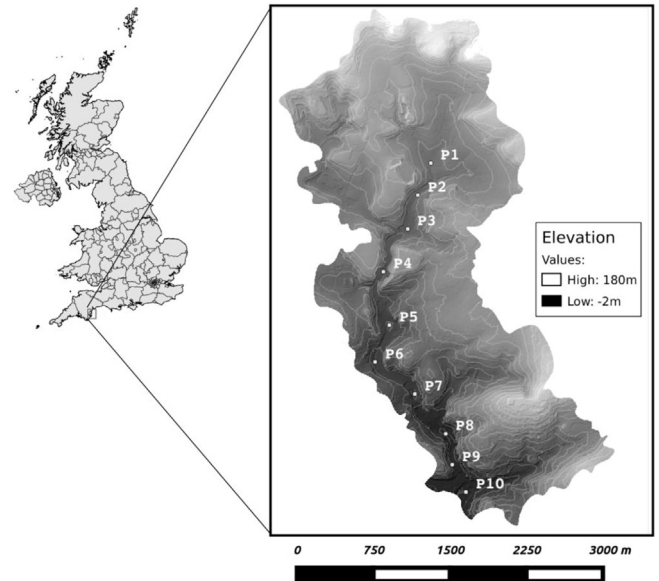 P1
P2
P3
P4
P5
P6
P7
P8
P9
P10
Elevation
Values:
High: 180m
Low: -2m
0 750 1500 2250 3000 m